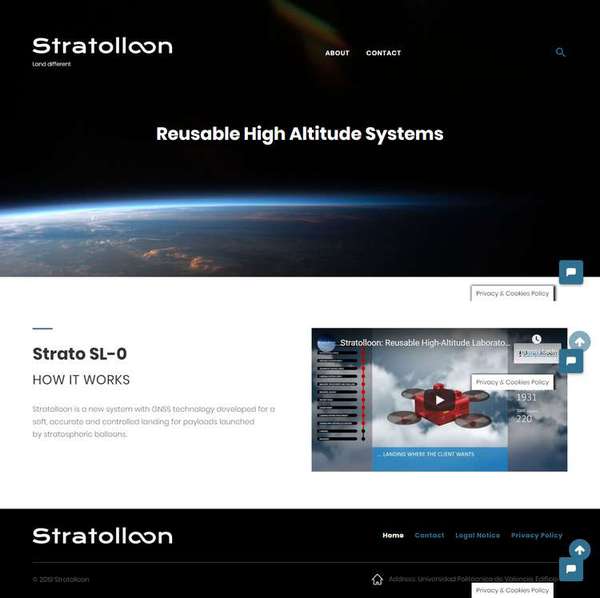 Stratolloon
Land different
ABOUT CONTACT
Reusable High Altitude Systems
Privacy & Cookies Policy
Strato SL-0
HOW IT WORKS
Stratolloon is a new system with GNSS technology developed for a
soft, accurate and controlled landing for payloads launched
by stratospheric balloons.
Stratolloon: Reusable High-Altitude Laborato...
Privacy & Cookies Policy
1931
220
... LANDING WHERE THE CLIENT WANTS
Stratolloon
Home Contact Legal Notice Privacy Policy
© 2019 Stratolloon
Address: Universidad Politécnica de Valencia. Edificio
Privacy & Cookies Policy